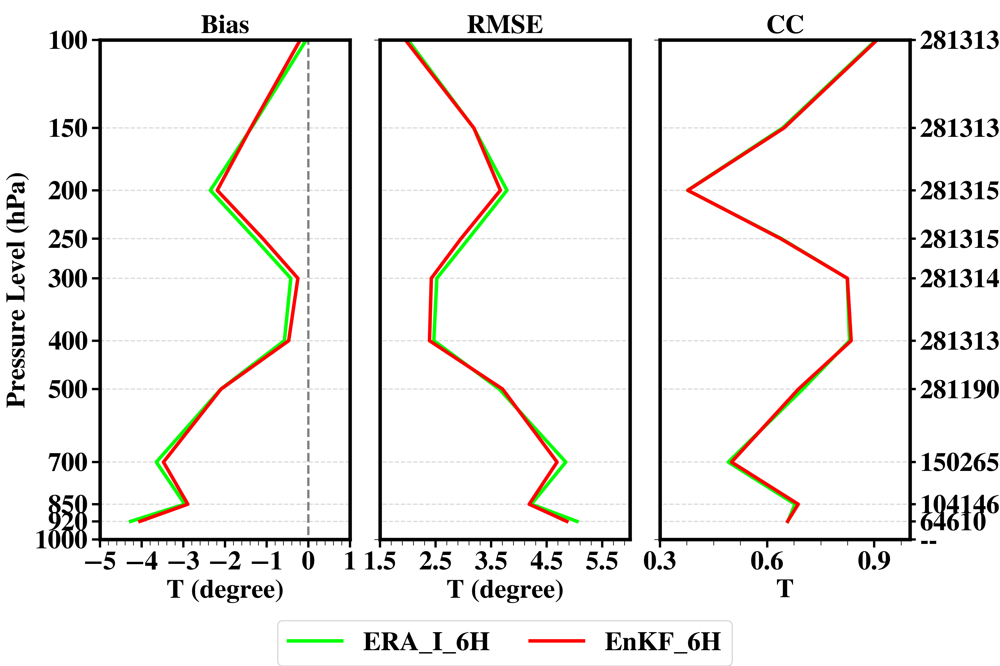 Bias RMSE CC
Pressure Level (hPa)
100 281313
150 281313
200 281315
250 281315
300 281314
400 281313
500 281190
700 150265
850 104146
920 64610
1000 --
−5 −4 −3 −2 −1 0 1 1.5 2.5 3.5 4.5 5.5 0.3 0.6 0.9
T (degree) T (degree) T
ERA_I_6H EnKF_6H